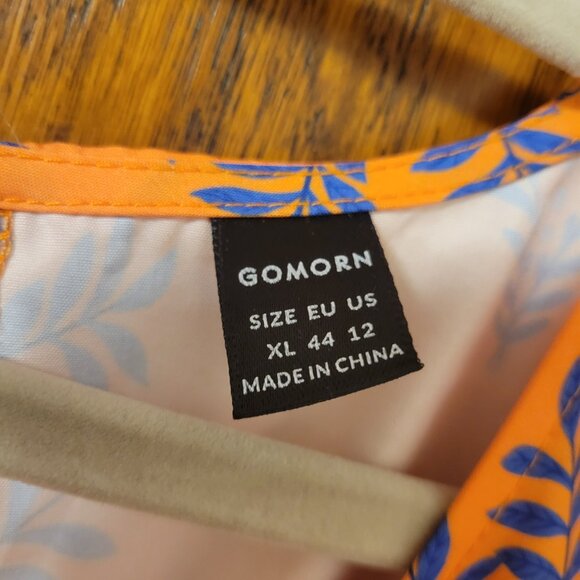 GOMORN
SIZE EU US
XL 44 12
MADE IN CHINA